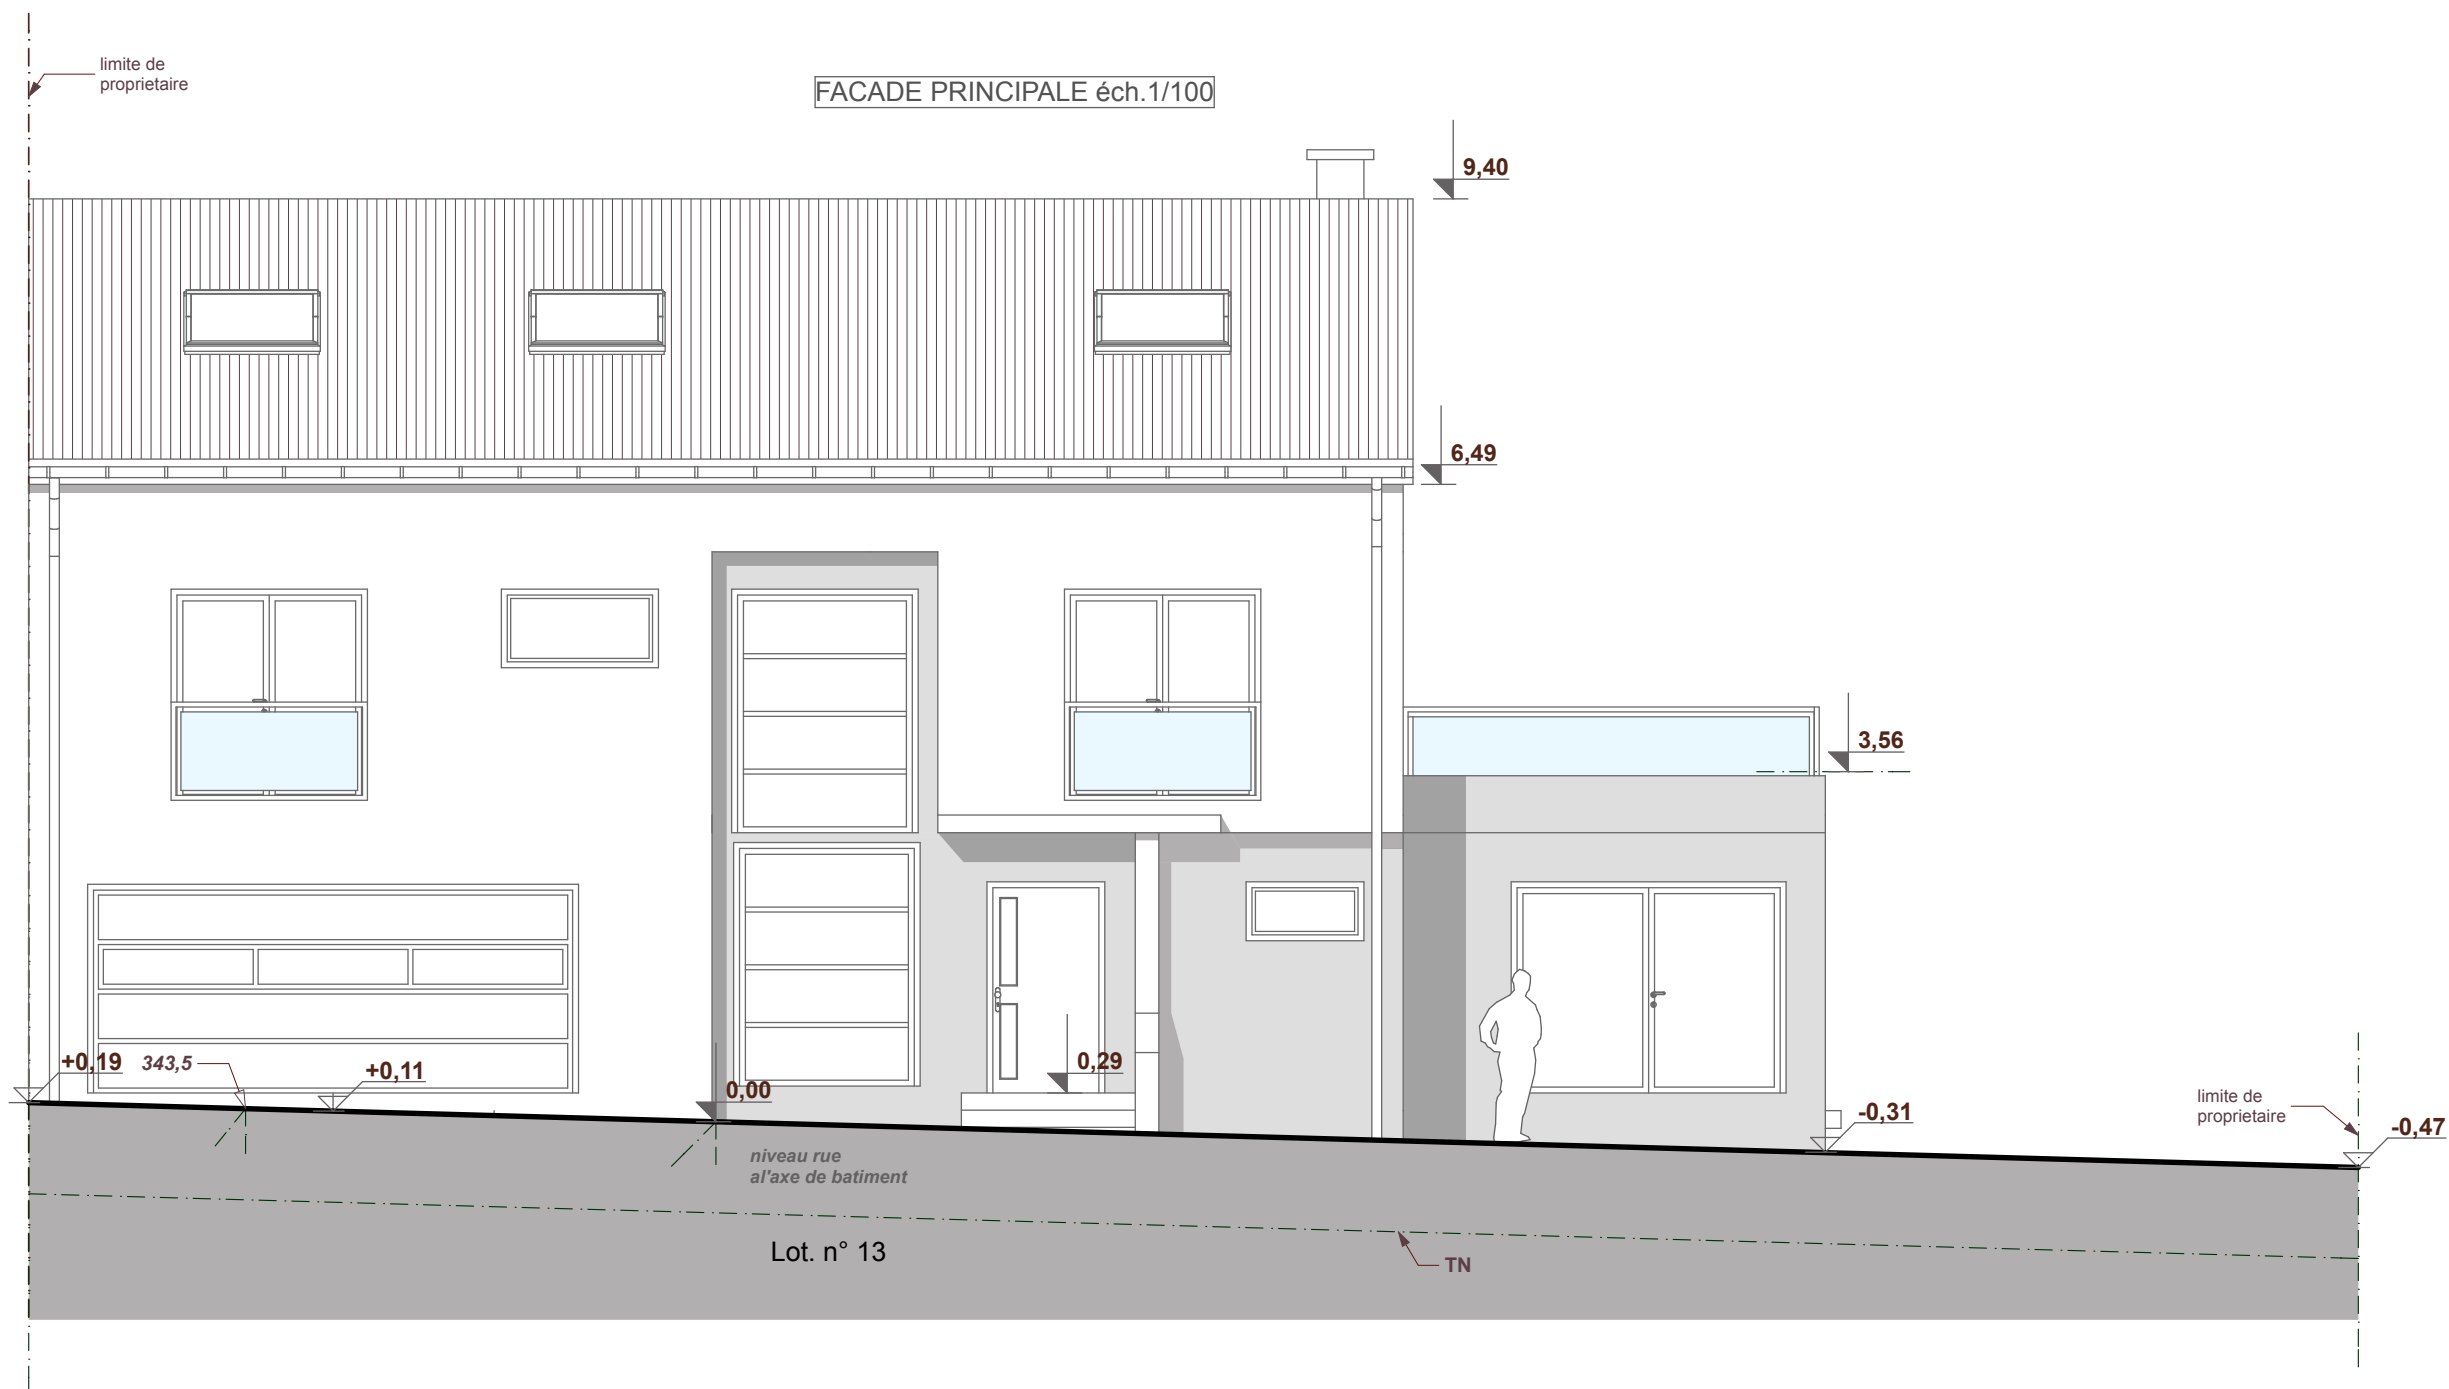 limite de
proprietaire
FACADE PRINCIPALE éch.1/100
9,40
6,49
3,56
+0,19
343,5
+0,11
0,00
0,29
-0,31
limite de
proprietaire
-0,47
niveau rue
al'axe de batiment
Lot. n° 13
TN